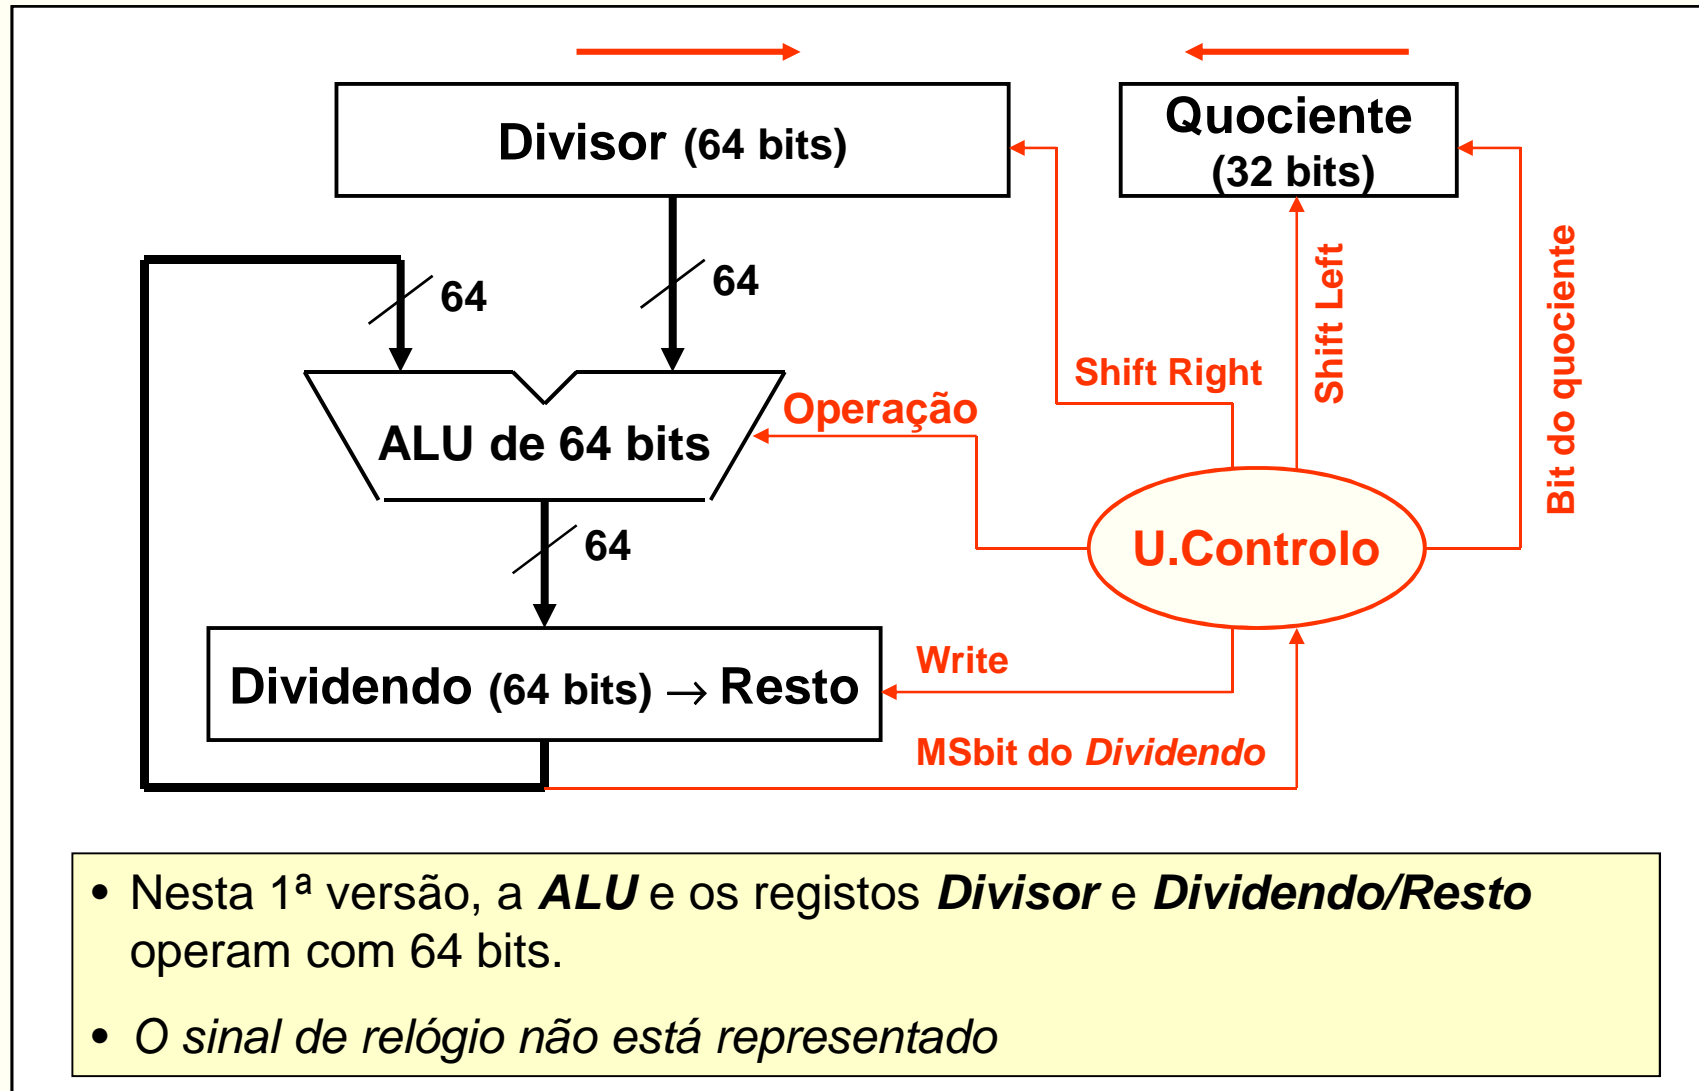 Divisor (64 bits)
Quociente
(32 bits)
64
64
Shift Right
Shift Left
Bit do quociente
Operação
ALU de 64 bits
64
U.Controlo
Write
Dividendo (64 bits) → Resto
MSbit do Dividendo
• Nesta 1ª versão, a ALU e os registos Divisor e Dividendo/Resto
operam com 64 bits.
• O sinal de relógio não está representado